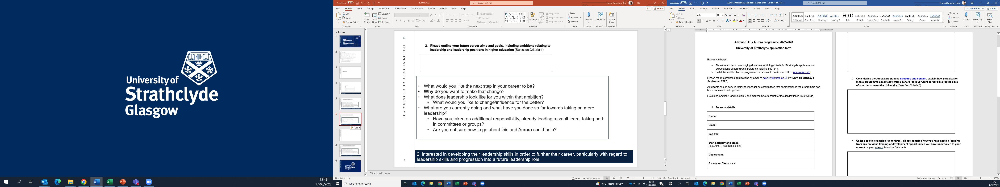 University of
Strathclyde
Glasgow
15:42
17/08/2022
AutoSave Off
aurora 2022
Search (Alt+Q)
Emma Compton-Daw
File Home Insert Design Transitions Animations Slide Show Record Review View Help
Share
Paste
Cut
Copy
Format Painter
Clipboard
New
Slide
Reuse
Slides
Layout
Reset
Section
Slides
Font
Text Direction
Align Text
Convert to SmartArt
Paragraph
Arrange
Quick
Styles
Shape Fill
Shape Outline
Shape Effects
Drawing
Find
Replace
Select
Editing
Dictate
Voice
Sensitivity
Sensitivity
Design
Ideas
Designer
Balance
1
THE
UNIVERSITY
OF
STRATHCLYDE
2
3
4
5
6
(Ctrl)
7
8
9
University of
Strathclyde
Glasgow
X
THE UNIVERSITY OF STRATHCLYDE
2. Please outline your future career aims and goals, including ambitions relating to
leadership and leadership positions in higher education (Selection Criteria 1)
• What would you like the next step in your career to be?
• Why do you want to make that change?
• What does leadership look like for you within that ambition?
• What would you like to change/influence for the better?
• What are you currently doing and what have you done so far towards taking on more
leadership?
• Have you taken on additional responsibility, already leading a small team, taking part
in committees or groups?
• Are you not sure how to go about this and Aurora could help?
2. interested in developing their leadership skills in order to further their career, particularly with regard to
leadership skills and progression into a future leadership role
6
Click to add notes
Slide 6 of 9
Notes Display Settings 110%
Type here to search
16°C Mostly cloudy
15:42
17/08/2022
AutoSave Off
Aurora_Strathclyde_application_2022-2023 • Saved to this PC
Search (Alt+Q)
Emma Compton-Daw
File Home Insert Design Layout References Mailings Review View Help
Comments Share
Paste
Cut
Copy
Format Painter
Clipboard
Arial 11
Font
Paragraph
¶ Normal
¶ No Spac...
Heading 1
Heading 2
Title
Subtitle
Subtle Em...
Emphasis
Intense E...
Strong
Quote
Intense Q...
Styles
Find
Replace
Select
Editing
Dictate
Voice
Sensitivity
Sensitivity
Reuse
Files
Reuse Files
Advance HE's Aurora programme 2022-2023
University of Strathclyde application form
Before you begin:
• Please read the accompanying document outlining criteria for Strathclyde applicants and
expectations of participants before completing this form.
• Full details of the Aurora programme are available on Advance HE's Aurora website.
Please return completed applications by email to equality@strath.ac.uk by 12pm on Monday 5
September 2022.
Applicants should copy in their line manager as confirmation that participation in the programme has
been discussed and approved.
Excluding Section 1 and Section 6, the maximum word count for the application is 1500 words.
1. Personal details
Name:
Email:
Job title:
Staff category and grade:
(e.g. APS 7, Academic 8 etc)
Department:
Faculty or Directorate:
3. Considering the Aurora programme structure and content, explain how participation
in this programme specifically would benefit (a) your future career aims (b) the aims
of your department/the University (Selection Criteria 3)
4. Using specific examples (up to three), please describe how you have applied learning
from any previous training or development opportunities you have undertaken to your
current or past roles (Selection Criteria 4)
Page 1 of 4 481 words
Display Settings Focus 100%
15:42
17/08/2022